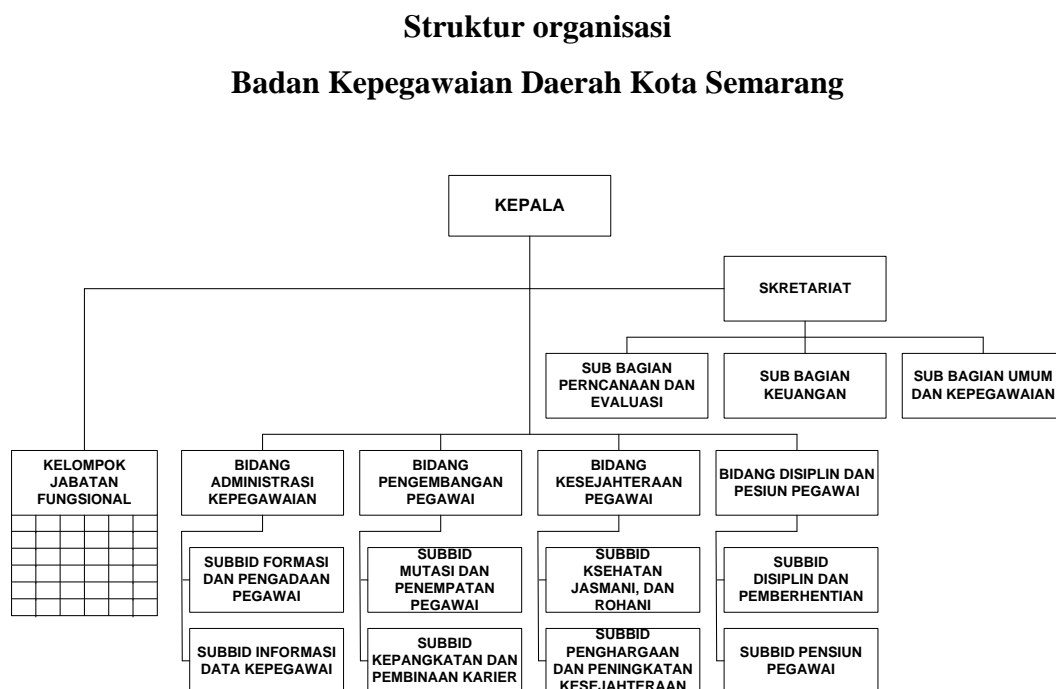 Struktur organisasi
Badan Kepegawaian Daerah Kota Semarang
KEPALA
SKRETARIAT
SUB BAGIAN
PERNCANAAN DAN
EVALUASI
SUB BAGIAN
KEUANGAN
SUB BAGIAN UMUM
DAN KEPEGAWAIAN
KELOMPOK
JABATAN
FUNGSIONAL
BIDANG
ADMINISTRASI
KEPEGAWAIAN
BIDANG
PENGEMBANGAN
PEGAWAI
BIDANG
KESEJAHTERAAN
PEGAWAI
BIDANG DISIPLIN DAN
PESIUN PEGAWAI
SUBBID FORMASI
DAN PENGADAAN
PEGAWAI
SUBBID
MUTASI DAN
PENEMPATAN
PEGAWAI
SUBBID
KSEHATAN
JASMANI, DAN
ROHANI
SUBBID
DISIPLIN DAN
PEMBERHENTIAN
SUBBID INFORMASI
DATA KEPEGAWAI
SUBBID
KEPANGKATAN DAN
PEMBINAAN KARIER
SUBBID
PENGHARGAAN
DAN PENINGKATAN
KESEJAHTERAAN
SUBBID PENSIUN
PEGAWAI